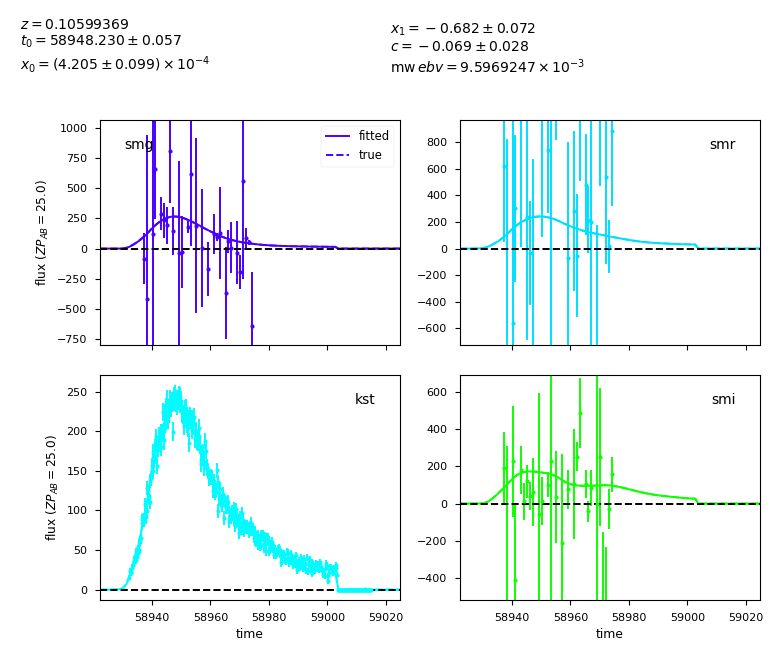 z = 0.10599369
t₀ = 58948.230 ± 0.057
x₀ = (4.205 ± 0.099) × 10⁻⁴
x₁ = −0.682 ± 0.072
c = −0.069 ± 0.028
mw ebv = 9.5969247 × 10⁻³
smg
fitted
true
1000
750
500
250
0
−250
−500
−750
flux (ZP_AB = 25.0)
smr
800
600
400
200
0
−200
−400
−600
kst
250
200
150
100
50
0
flux (ZP_AB = 25.0)
58940 58960 58980 59000 59020
time
smi
600
400
200
0
−200
−400
58940 58960 58980 59000 59020
time